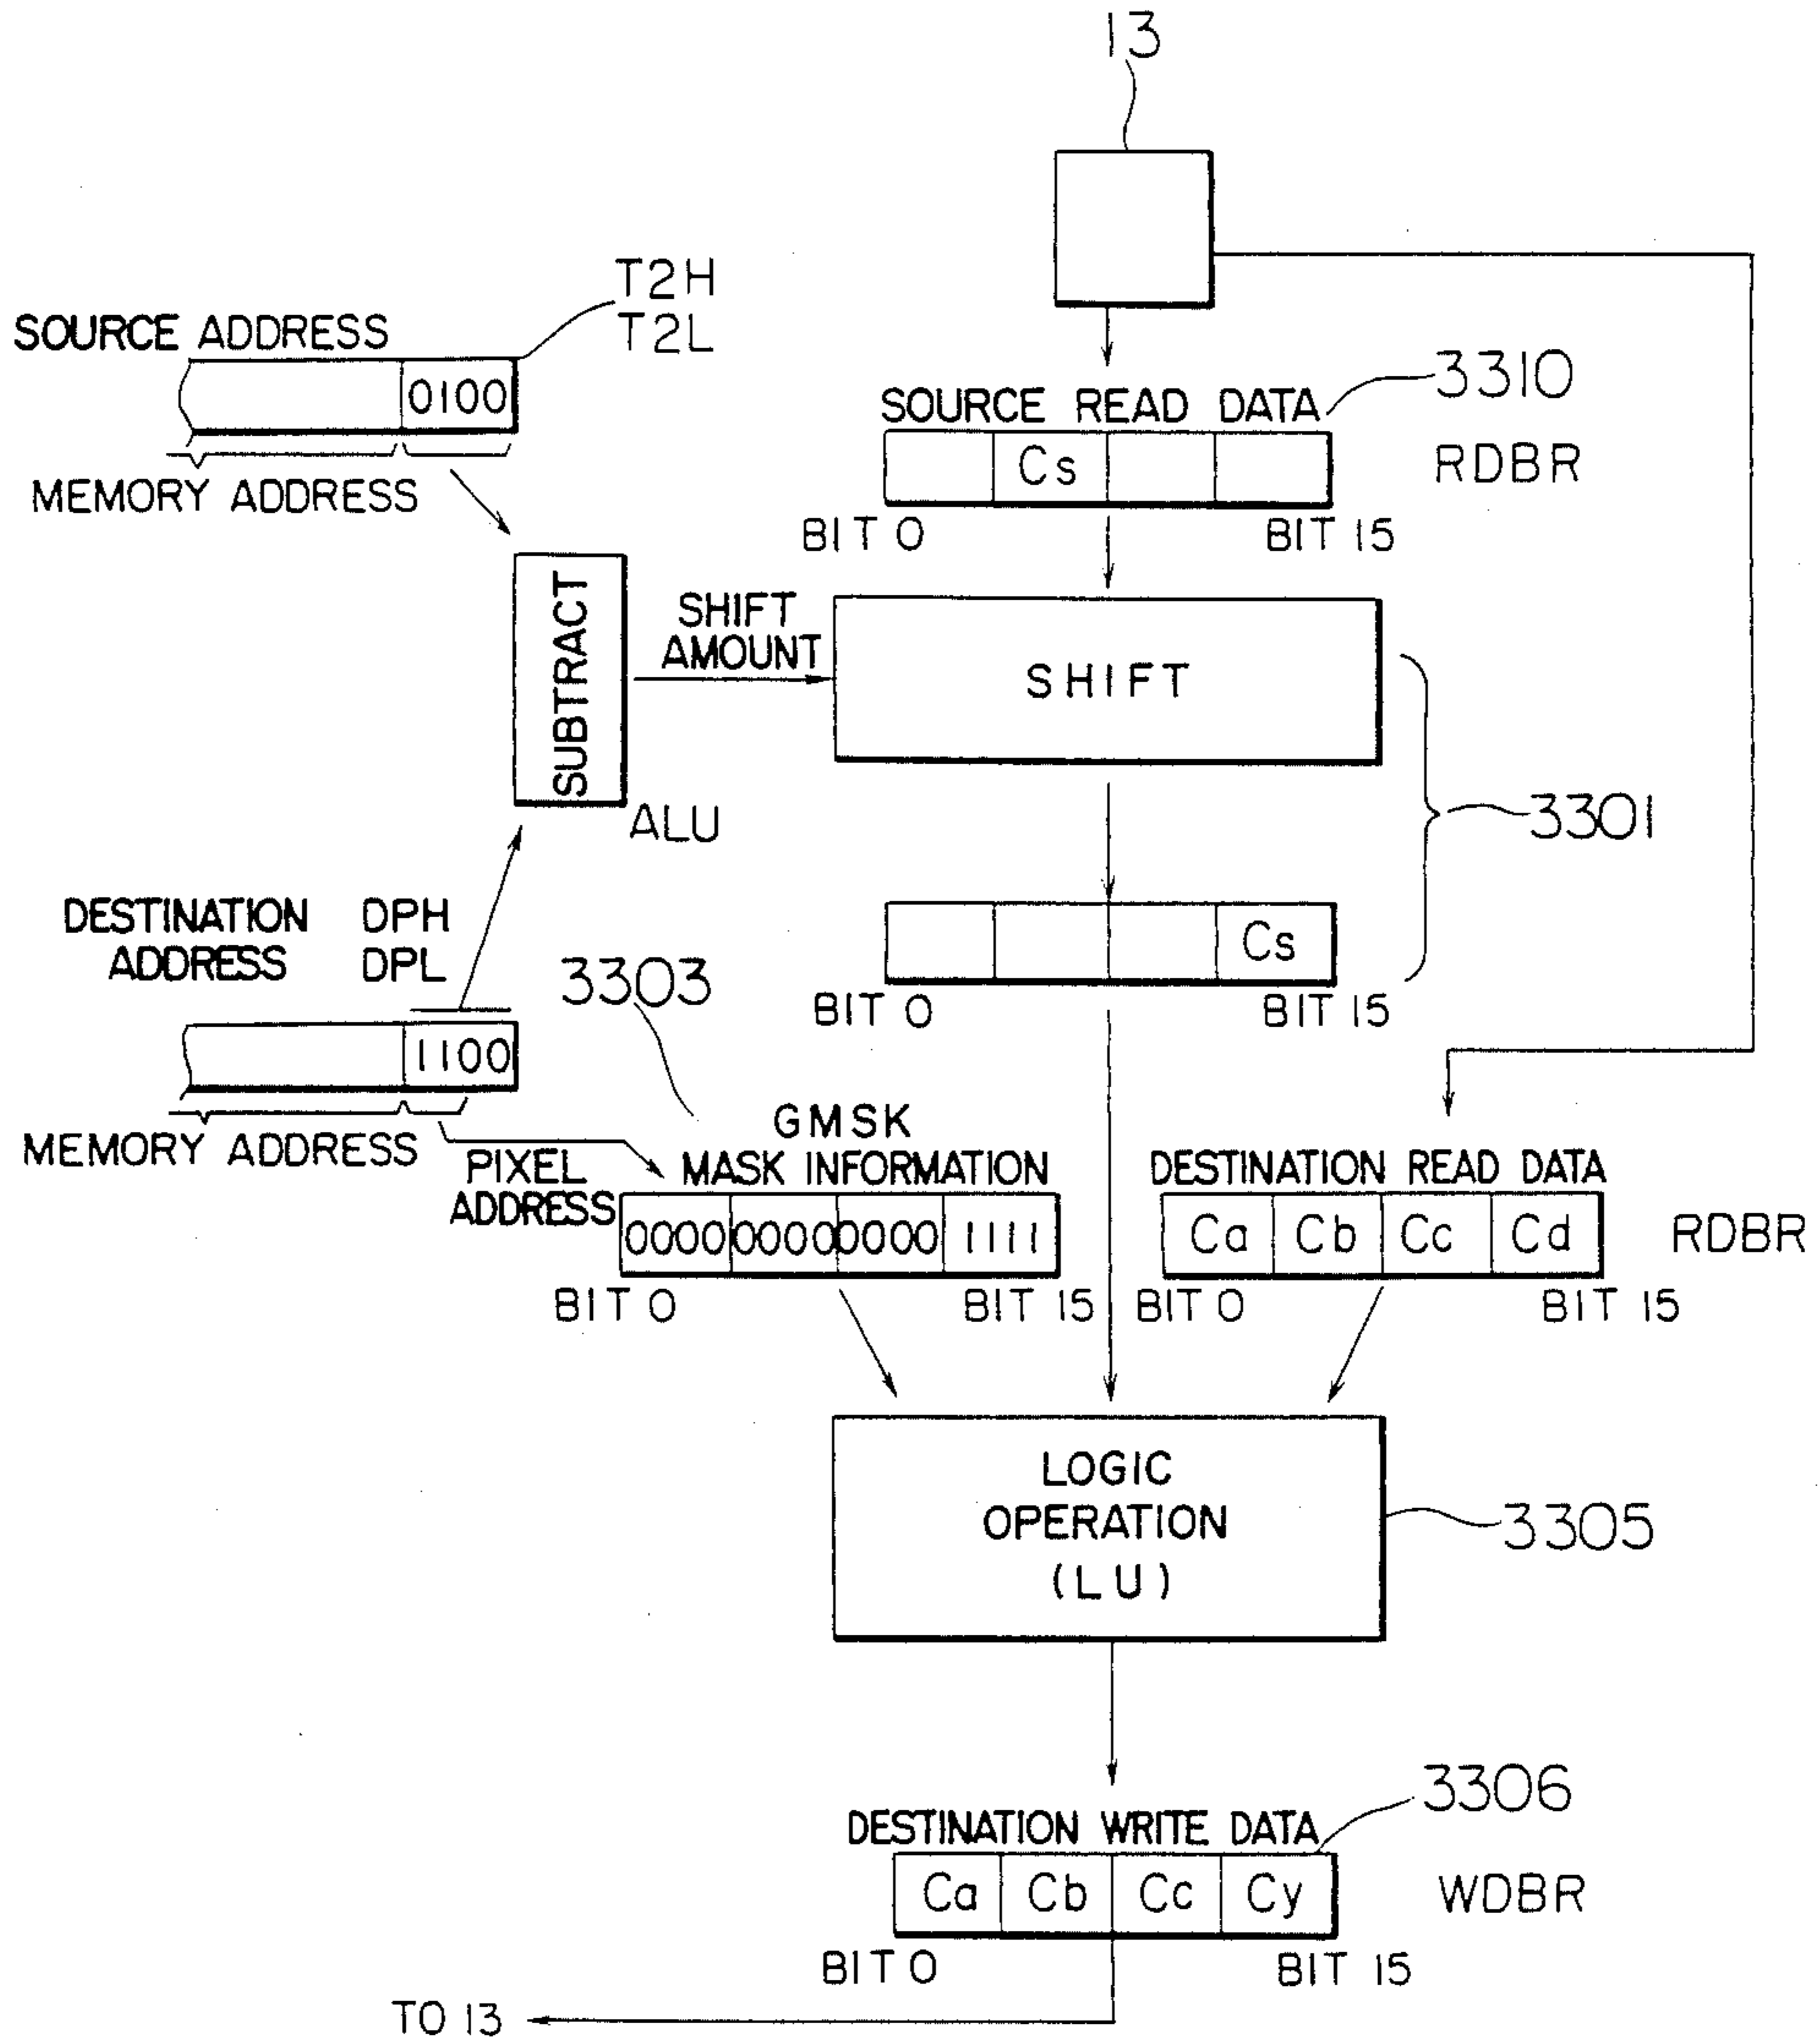 13
T2H
SOURCE ADDRESS T2L
0100
3310
SOURCE READ DATA
Cs
RDBR
MEMORY ADDRESS
BIT 0 BIT 15
SUBTRACT
SHIFT
AMOUNT
SHIFT
ALU
3301
DESTINATION DPH
ADDRESS DPL
Cs
3303
BIT 0 BIT 15
1100
GMSK
MEMORY ADDRESS
PIXEL
ADDRESS
MASK INFORMATION
DESTINATION READ DATA
0000 0000 0000 1111
Ca Cb Cc Cd
RDBR
BIT 0 BIT 15
BIT 0 BIT 15
LOGIC
OPERATION
(LU)
3305
3306
DESTINATION WRITE DATA
Ca Cb Cc Cy
WDBR
BIT 0 BIT 15
TO 13